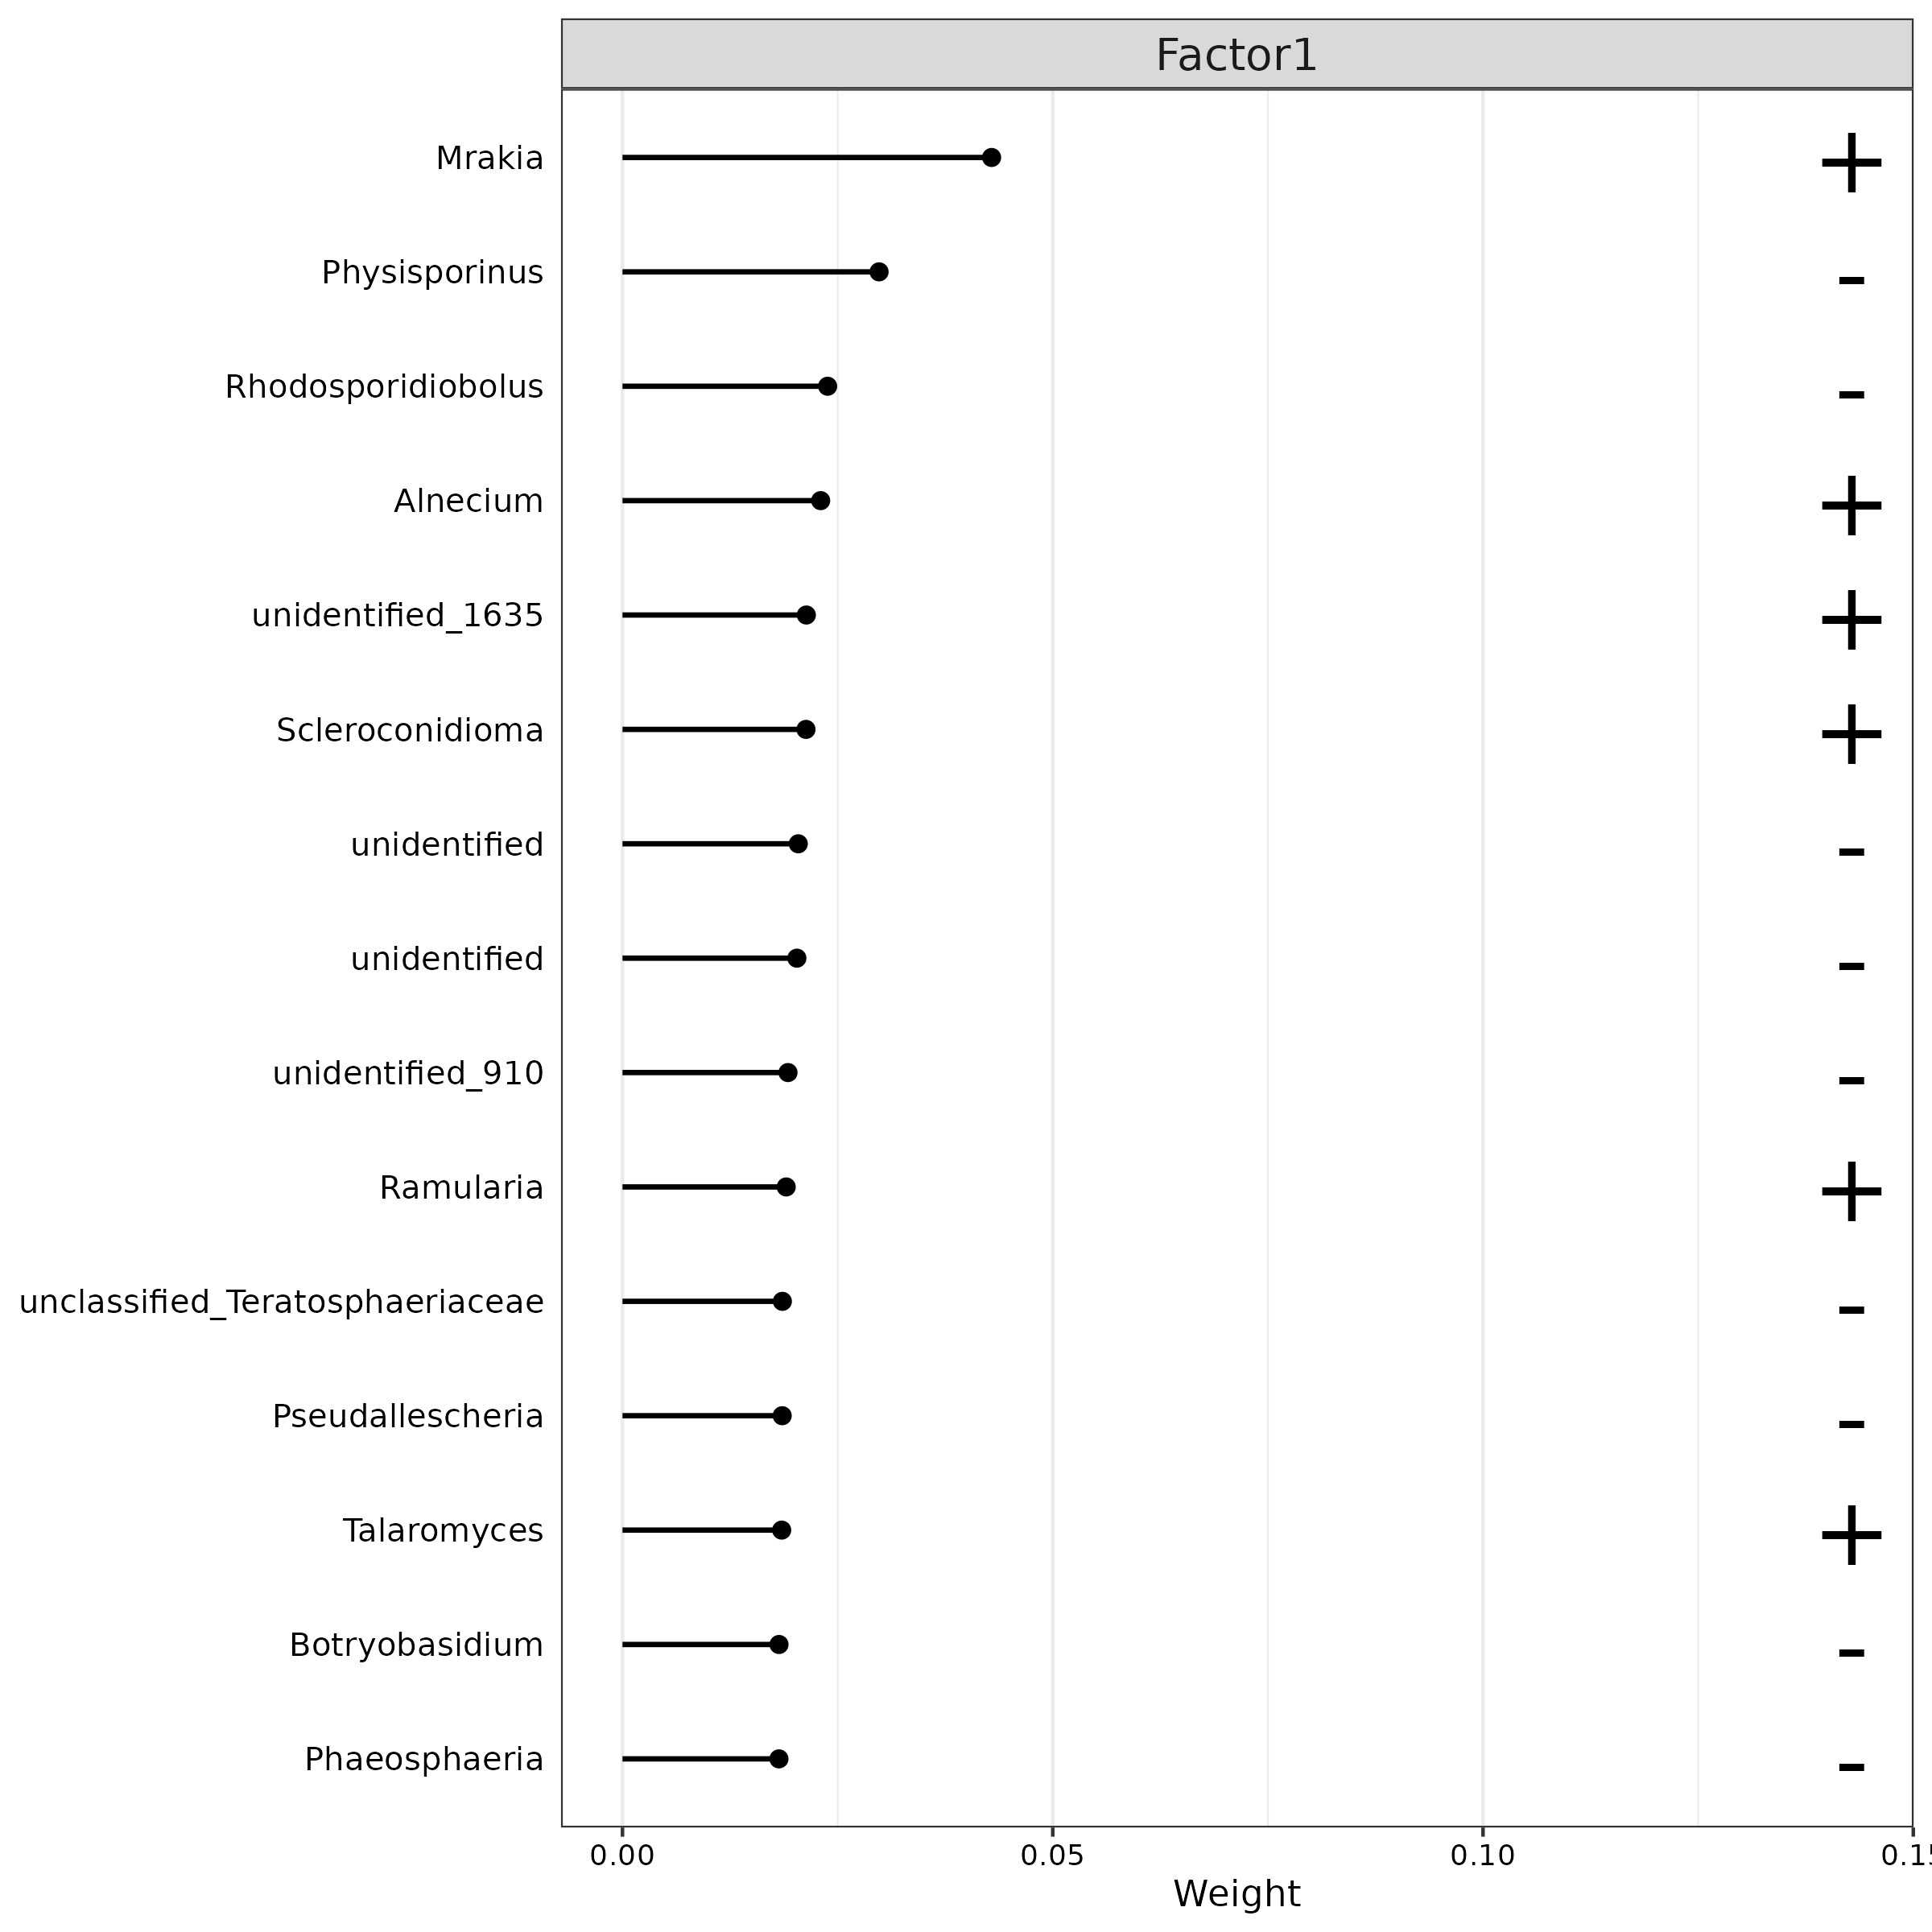 Factor1
Mrakia
+
Physisporinus
-
Rhodosporidiobolus
-
Alnecium
+
unidentified_1635
+
Scleroconidioma
+
unidentified
-
unidentified
-
unidentified_910
-
Ramularia
+
unclassified_Teratosphaeriaceae
-
Pseudallescheria
-
Talaromyces
+
Botryobasidium
-
Phaeosphaeria
-
0.00 0.05 0.10
Weight